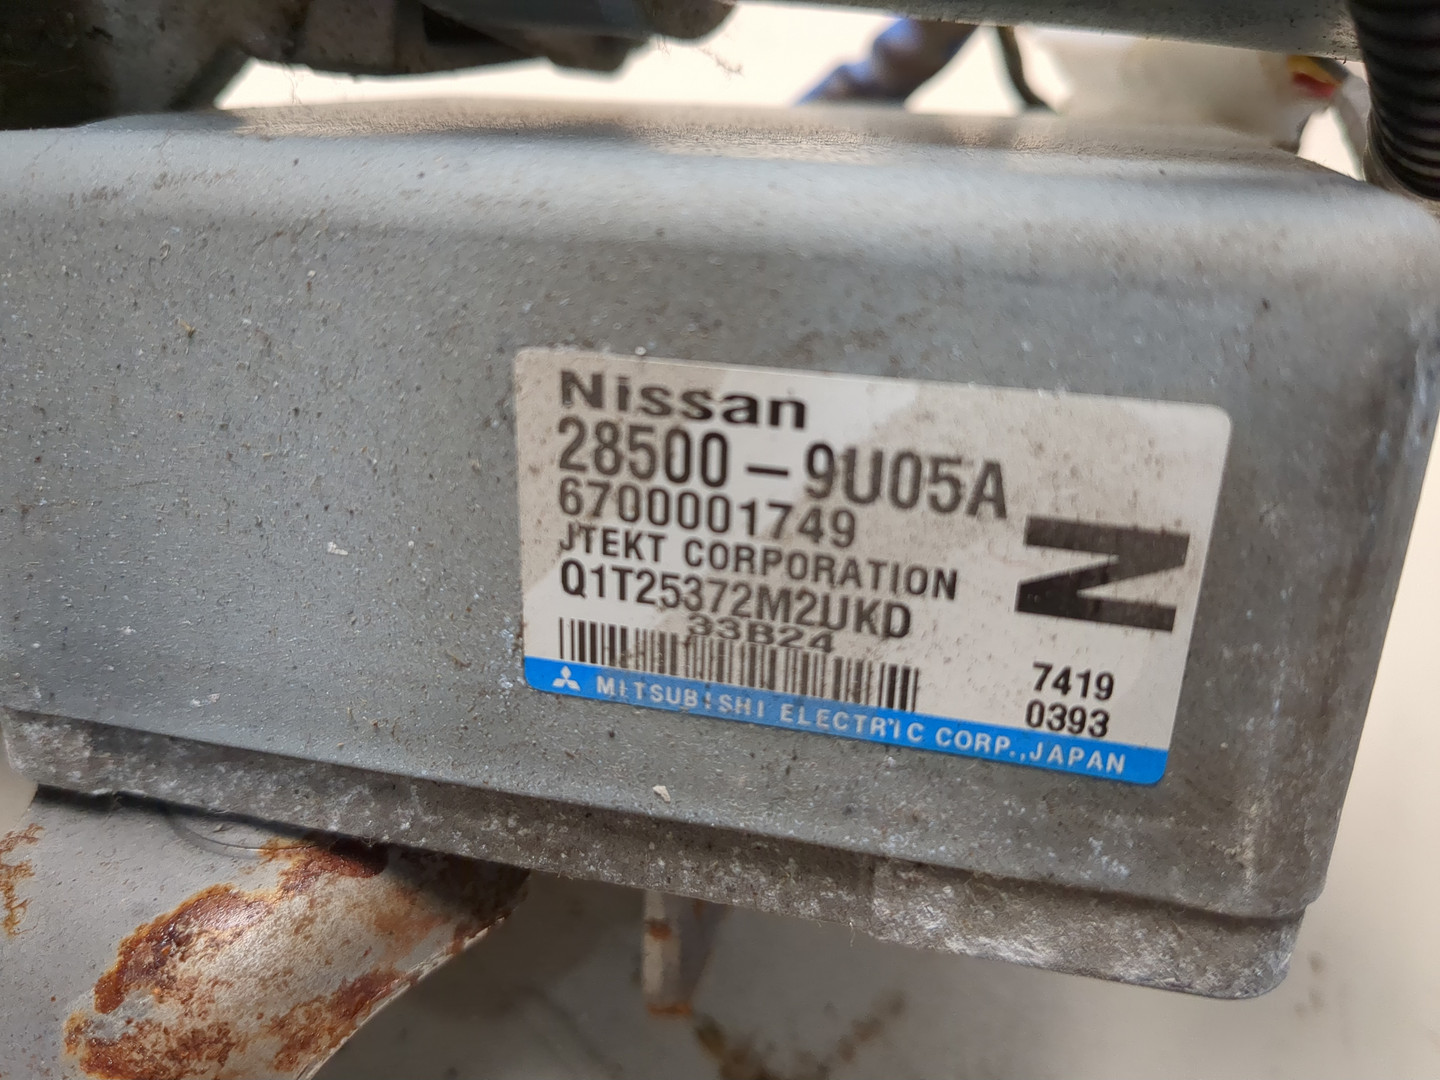 Nissan
28500-9U05A
6700001749
JTEKT CORPORATION
Q1T25372M2UKD
33B24
N
7419
0393
MITSUBISHI ELECTRIC CORP.,JAPAN